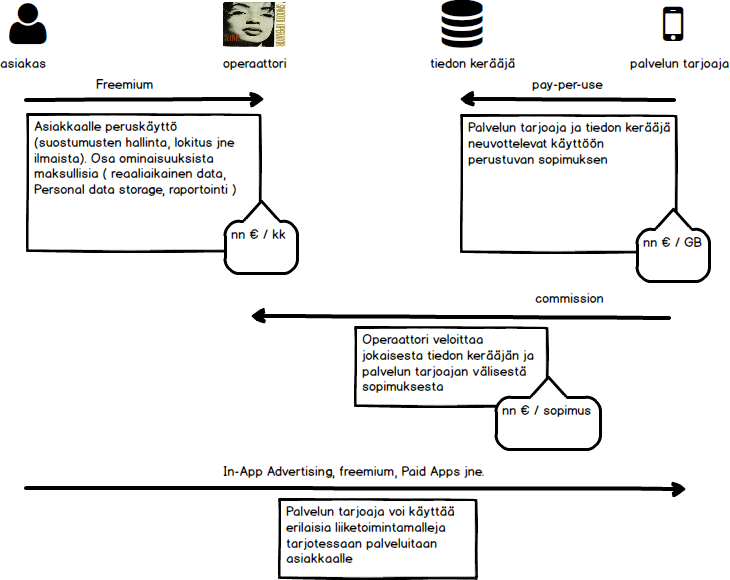 asiakas
operaattori
tiedon kerääjä
palvelun tarjoaja
Freemium
pay-per-use
Asiakkaalle peruskäyttö
(suostumusten hallinta, lokitus jne
ilmaista). Osa ominaisuuksista
maksullisia ( reaaliaikainen data,
Personal data storage, raportointi )
nn € / kk
Palvelun tarjoaja ja tiedon kerääjä
neuvottelevat käyttöön
perustuvan sopimuksen
nn € / GB
commission
Operaattori veloittaa
jokaisesta tiedon kerääjän ja
palvelun tarjoajan välisestä
sopimuksesta
nn € / sopimus
In-App Advertising, freemium, Paid Apps jne.
Palvelun tarjoaja voi käyttää
erilaisia liiketoimintamalleja
tarjotessaan palveluitaan
asiakkaalle